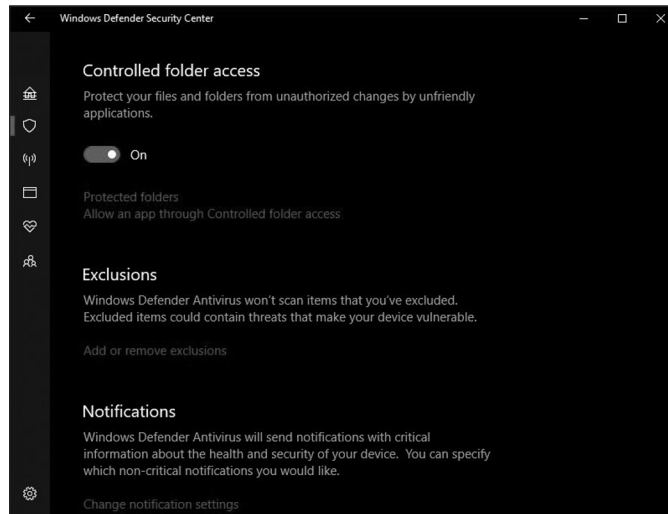 Windows Defender Security Center
Controlled folder access
Protect your files and folders from unauthorized changes by unfriendly
applications.
On
Protected folders
Allow an app through Controlled folder access
Exclusions
Windows Defender Antivirus won't scan items that you've excluded.
Excluded items could contain threats that make your device vulnerable.
Add or remove exclusions
Notifications
Windows Defender Antivirus will send notifications with critical
information about the health and security of your device. You can specify
which non-critical notifications you would like.
Change notification settings